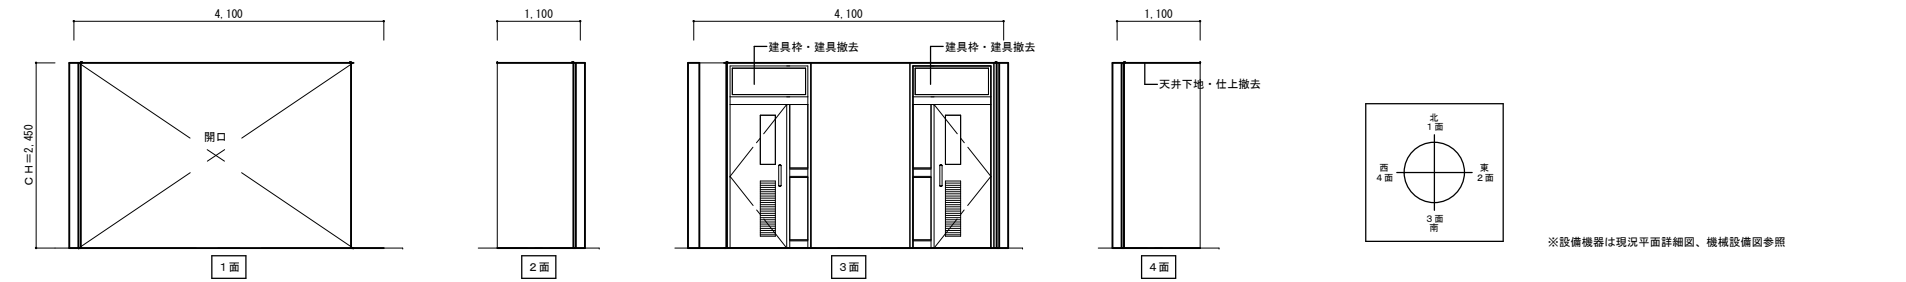 4,100
1,100
4,100
1,100
建具枠・建具撤去
建具枠・建具撤去
天井下地・仕上撤去
CH=2,450
開口
北
1面
西
4面
東
2面
3面
南
※設備機器は現況平面詳細図、機械設備図参照
1面
2面
3面
4面